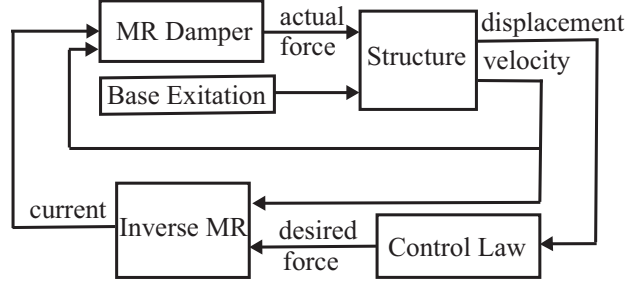 MR Damper
actual
force
Structure
displacement
velocity
Base Exitation
current
Inverse MR
desired
force
Control Law